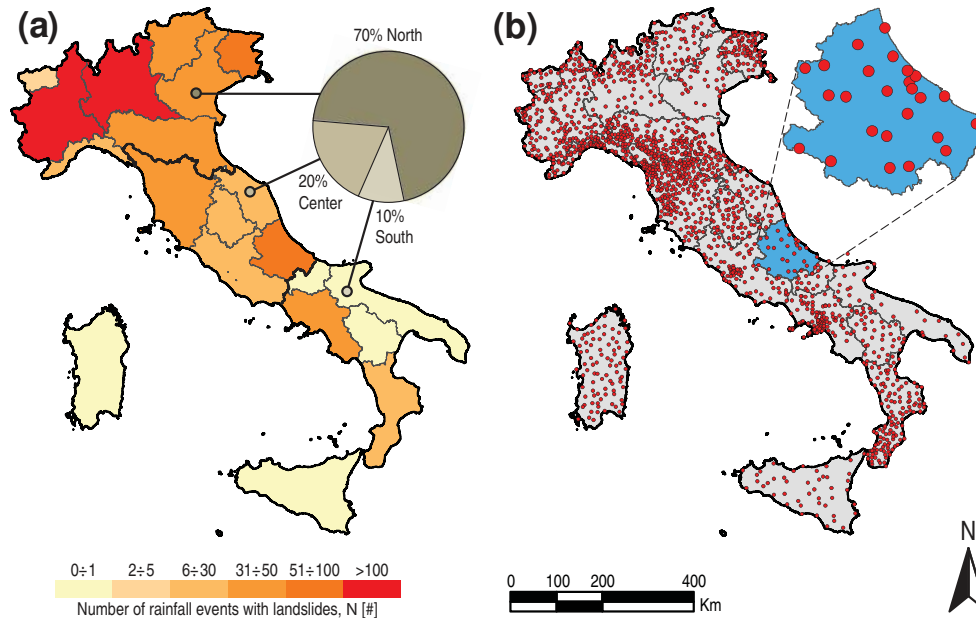 (a)
70% North
20%
Center
10%
South
0÷1 2÷5 6÷30 31÷50 51÷100 >100
Number of rainfall events with landslides, N [#]
(b)
0 100 200 400
Km
N